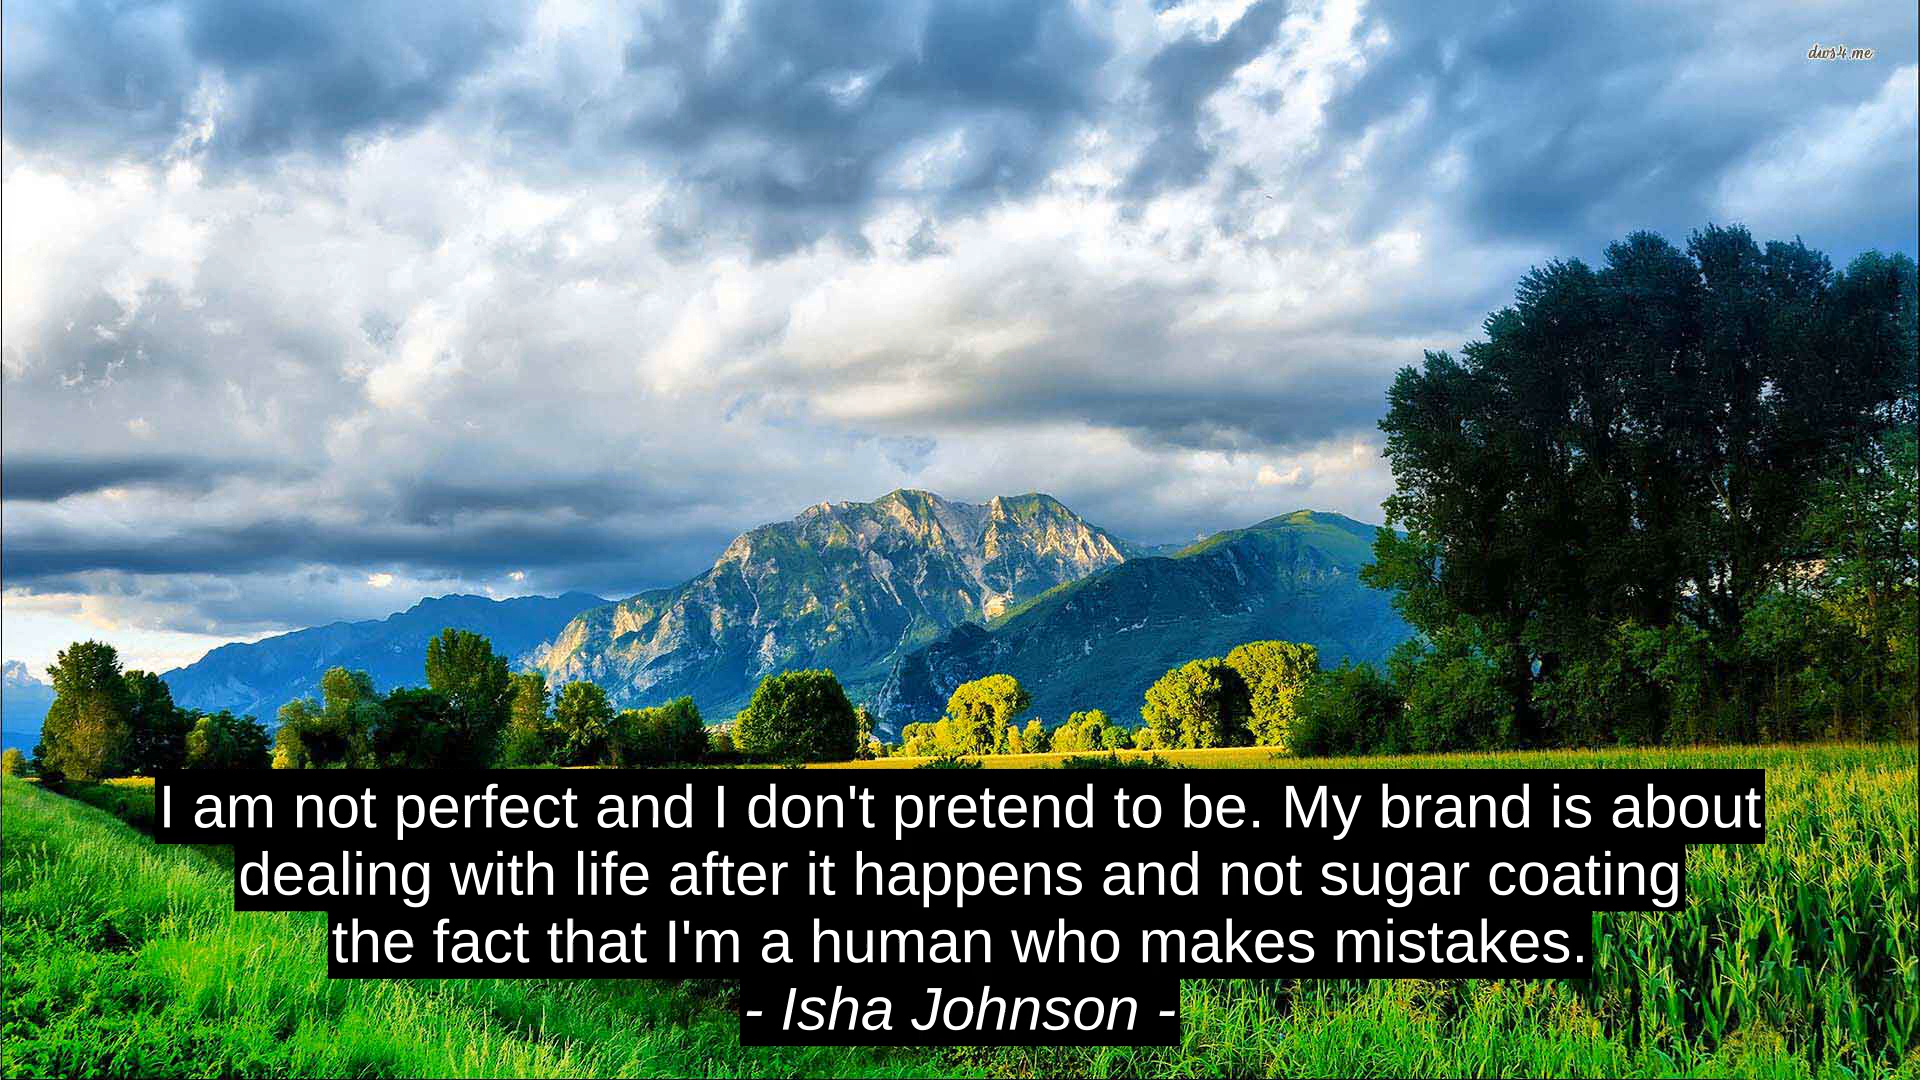 dws4.me
I am not perfect and I don't pretend to be. My brand is about
dealing with life after it happens and not sugar coating
the fact that I'm a human who makes mistakes.
- Isha Johnson -